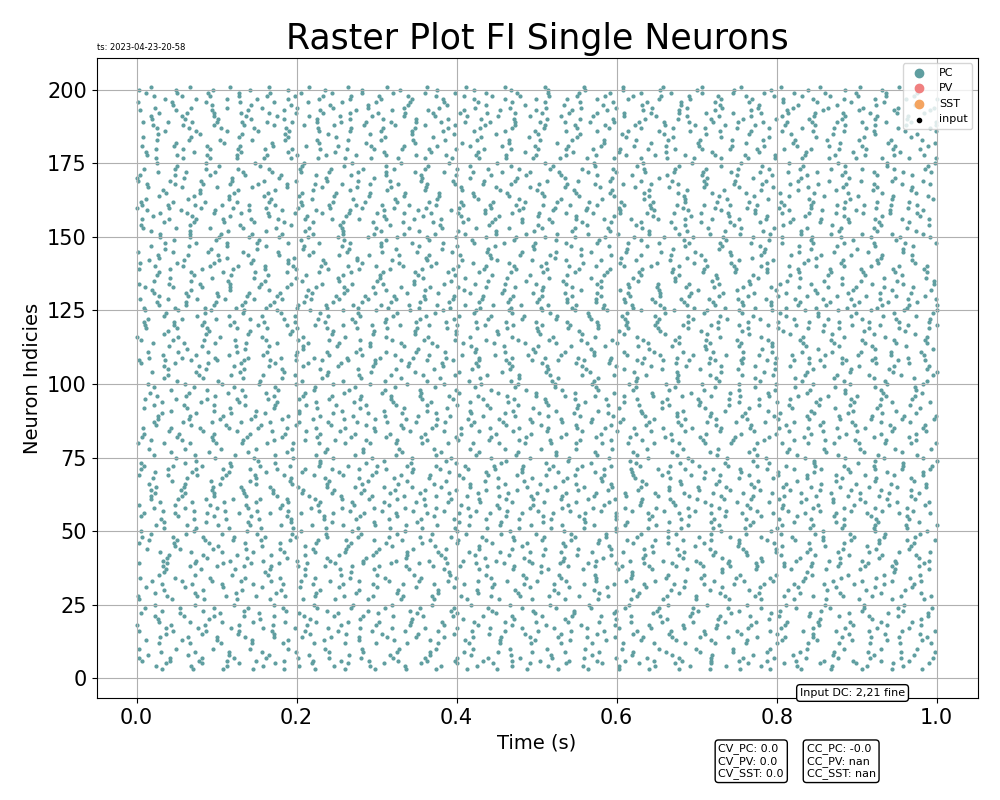 Raster Plot FI Single Neurons
ts: 2023-04-23-20-58
PC
PV
SST
input
200
175
150
125
100
75
50
25
0
Neuron Indicies
0.0 0.2 0.4 0.6 0.8 1.0
Time (s)
Input DC: 2,21 fine
CV_PC: 0.0
CV_PV: 0.0
CV_SST: 0.0
CC_PC: -0.0
CC_PV: nan
CC_SST: nan